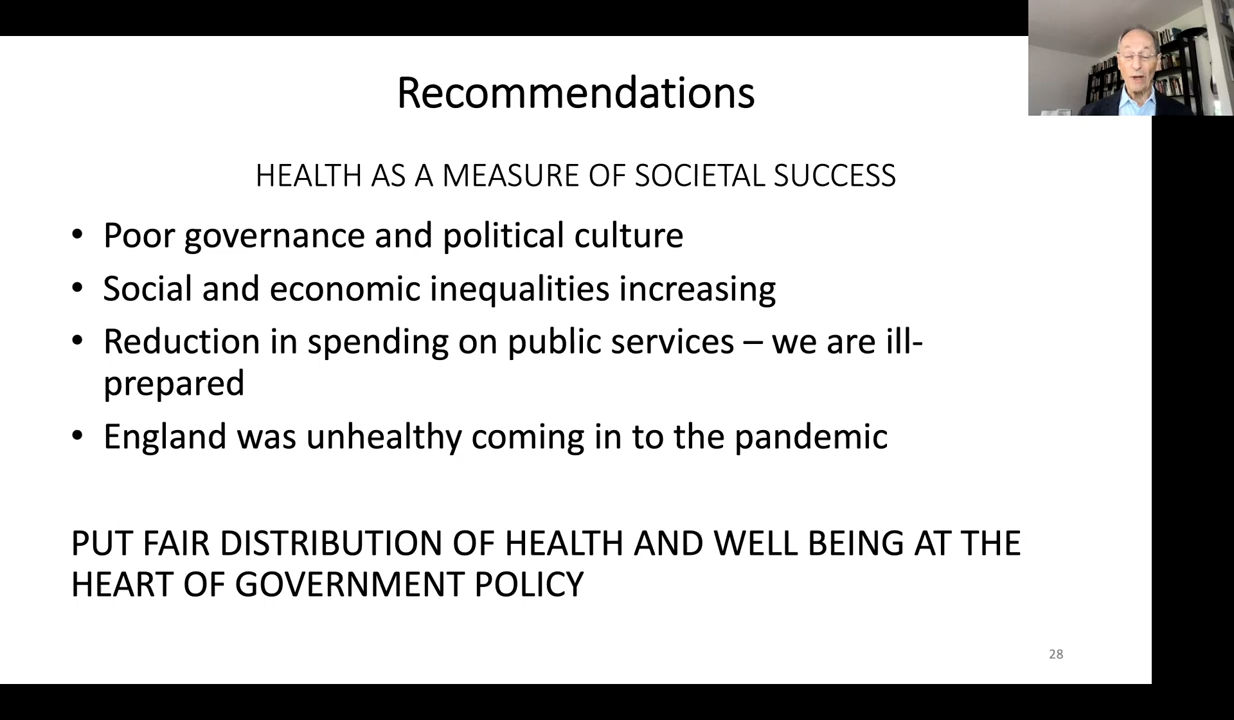 Recommendations
HEALTH AS A MEASURE OF SOCIETAL SUCCESS
• Poor governance and political culture
• Social and economic inequalities increasing
• Reduction in spending on public services – we are ill-
prepared
• England was unhealthy coming in to the pandemic
PUT FAIR DISTRIBUTION OF HEALTH AND WELL BEING AT THE
HEART OF GOVERNMENT POLICY
28